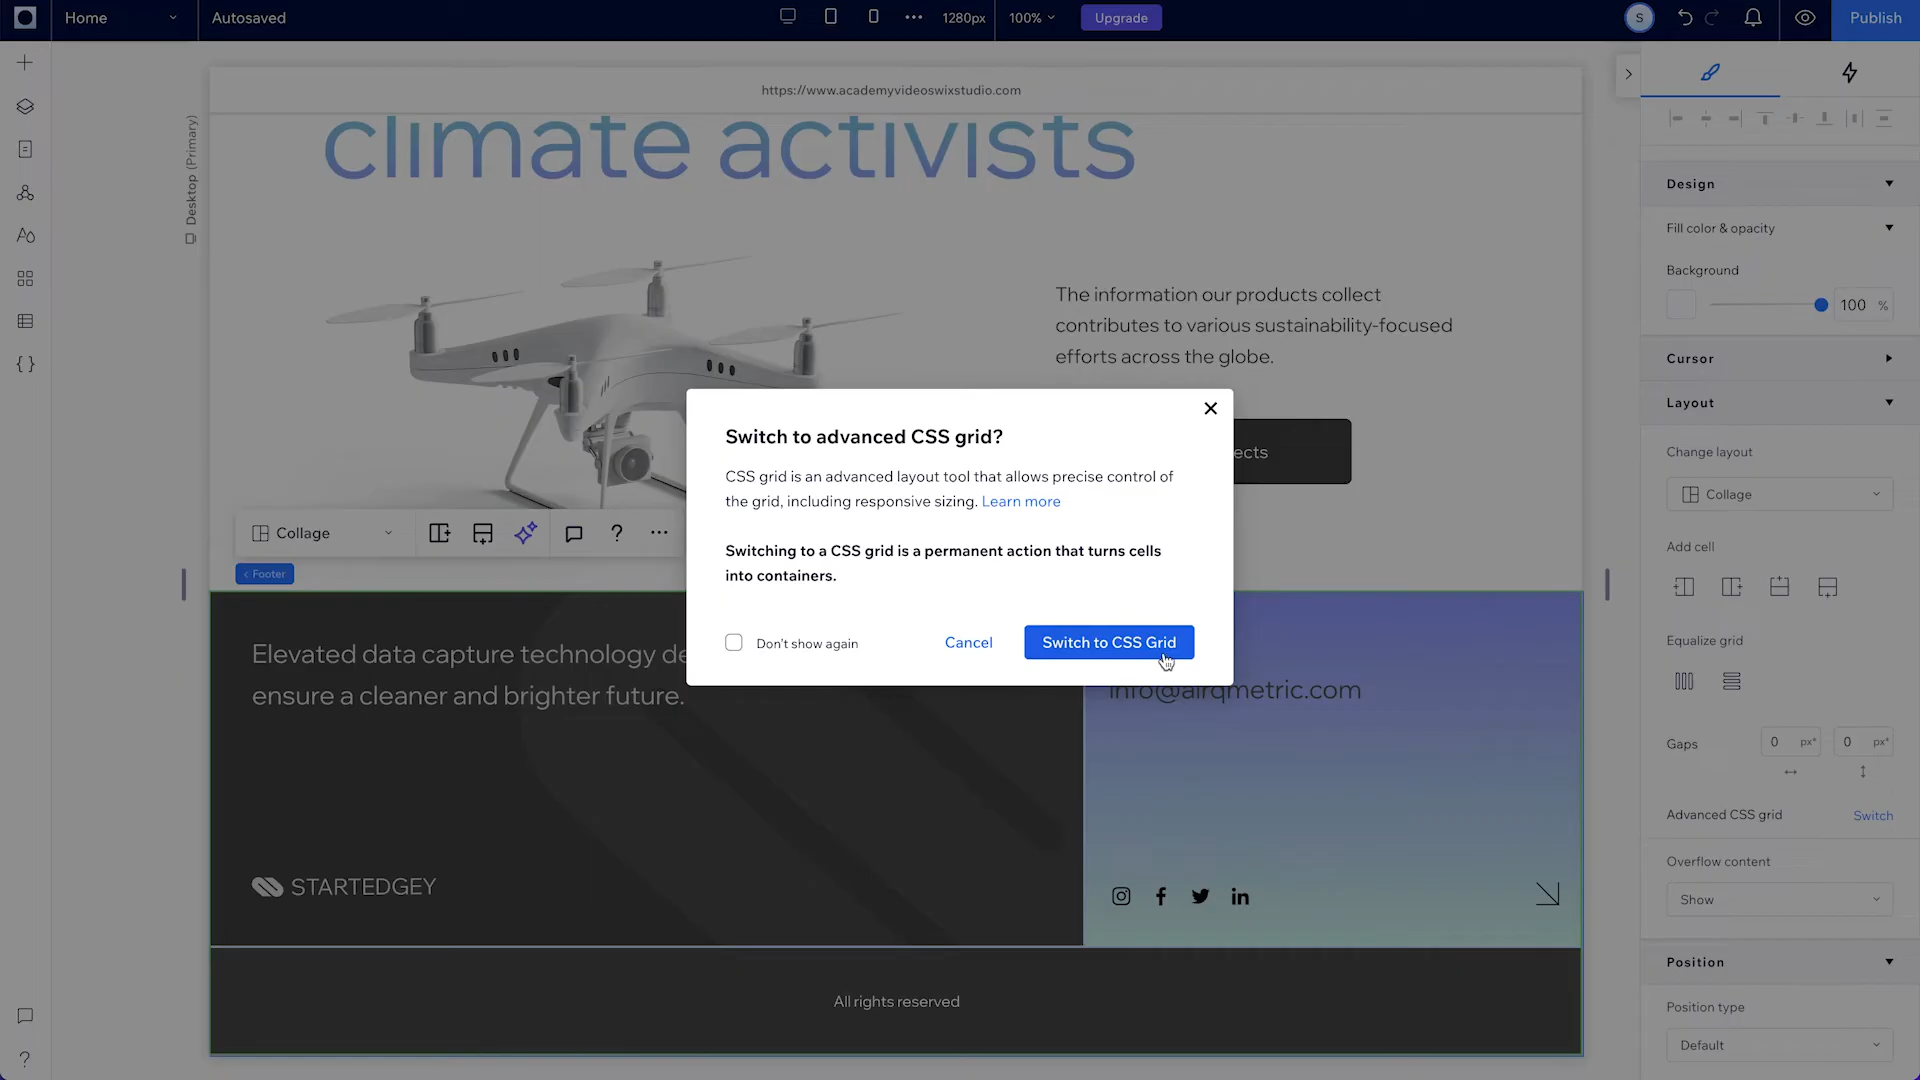 Home
Autosaved
1280px
100%
Upgrade
S
Publish
https://www.academyvideoswixstudio.com
Desktop (Primary)
climate activists
The information our products collect
contributes to various sustainability-focused
efforts across the globe.
ects
Collage
?
< Footer
Switch to advanced CSS grid?
CSS grid is an advanced layout tool that allows precise control of
the grid, including responsive sizing. Learn more
Switching to a CSS grid is a permanent action that turns cells
into containers.
Don't show again
Cancel
Switch to CSS Grid
Elevated data capture technology de
ensure a cleaner and brighter future.
info@airqmetric.com
STARTEDGEY
All rights reserved
Design
Fill color & opacity
Background
100 %
Cursor
Layout
Change layout
Collage
Add cell
Equalize grid
Gaps
0 px*
0 px*
Advanced CSS grid
Switch
Overflow content
Show
Position
Position type
Default
?